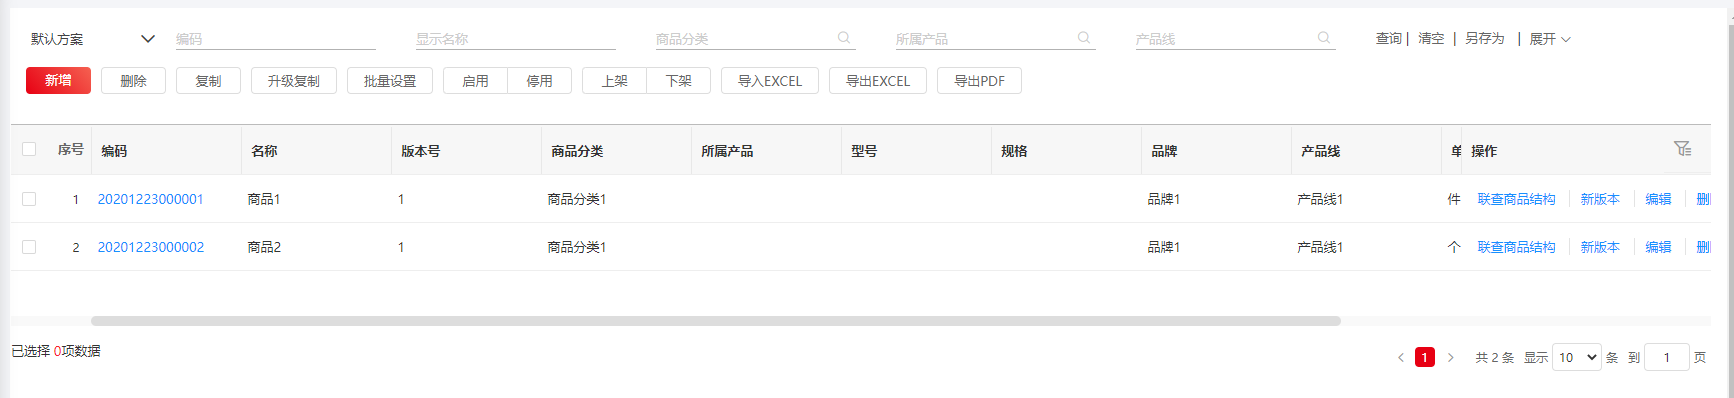 默认方案 编码 显示名称 商品分类 所属产品 产品线 查询 | 清空 | 另存为 | 展开
新增 删除 复制 升级复制 批量设置 启用 停用 上架 下架 导入EXCEL 导出EXCEL 导出PDF
序号 编码 名称 版本号 商品分类 所属产品 型号 规格 品牌 产品线 单 操作
1 20201223000001 商品1 1 商品分类1 品牌1 产品线1 件 联查商品结构 新版本 编辑 删
2 20201223000002 商品2 1 商品分类1 品牌1 产品线1 个 联查商品结构 新版本 编辑 删
已选择 0项数据
1 共 2 条 显示 10 条 到 1 页